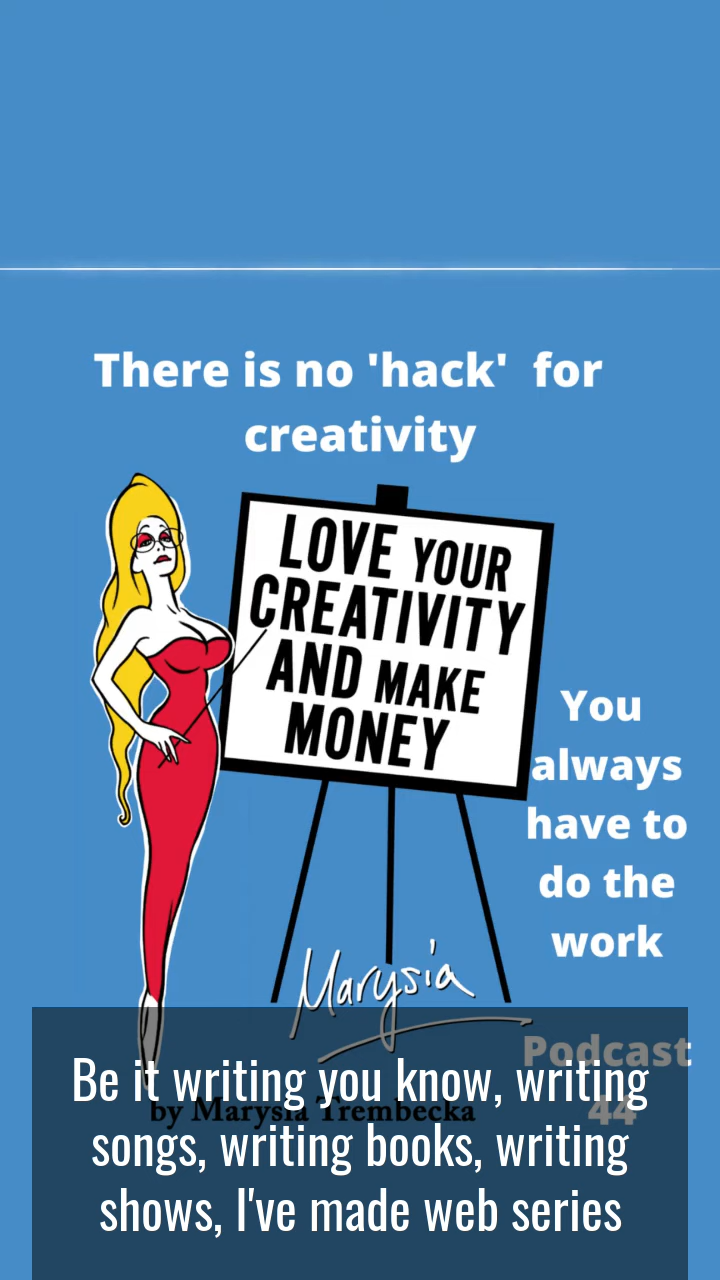 There is no 'hack' for
creativity
LOVE YOUR
CREATIVITY
AND MAKE
MONEY
You
always
have to
do the
work
Marysia
Podcast
44
by Marysia Trembecka
Be it writing you know, writing
songs, writing books, writing
shows, I've made web series